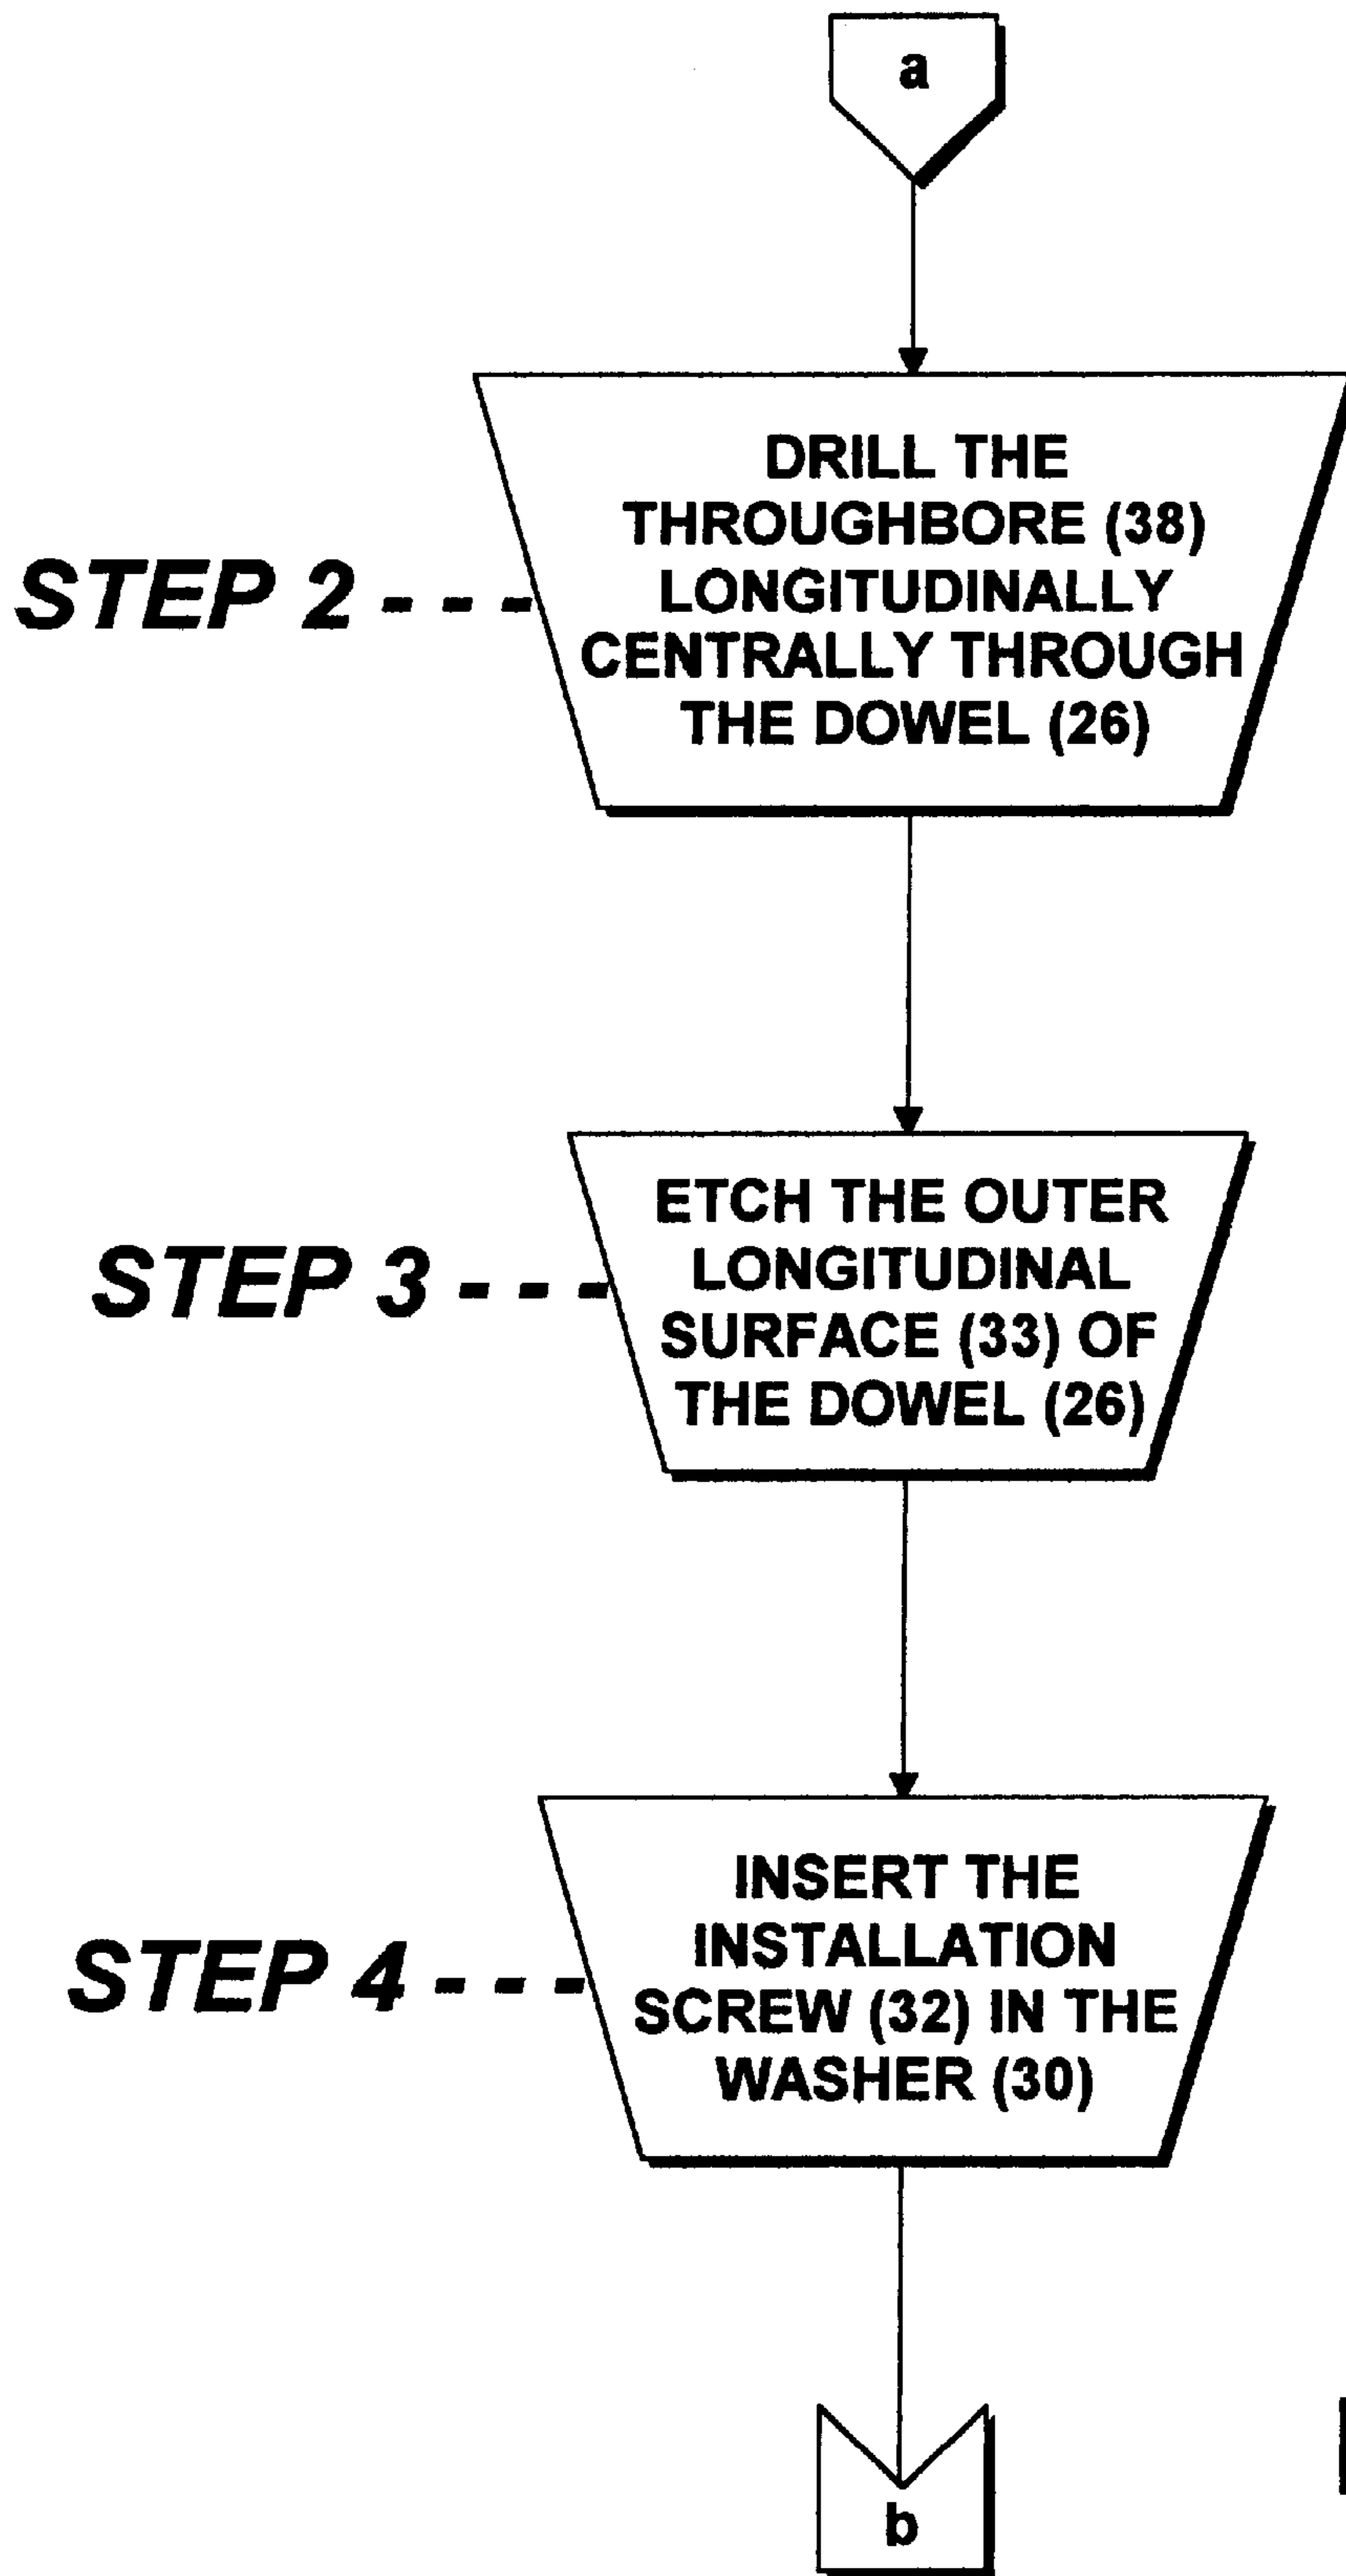 a
DRILL THE
THROUGHBORE (38)
LONGITUDINALLY
CENTRALLY THROUGH
THE DOWEL (26)
STEP 2 - - -
ETCH THE OUTER
LONGITUDINAL
SURFACE (33) OF
THE DOWEL (26)
STEP 3 - - -
INSERT THE
INSTALLATION
SCREW (32) IN THE
WASHER (30)
STEP 4 - - -
b